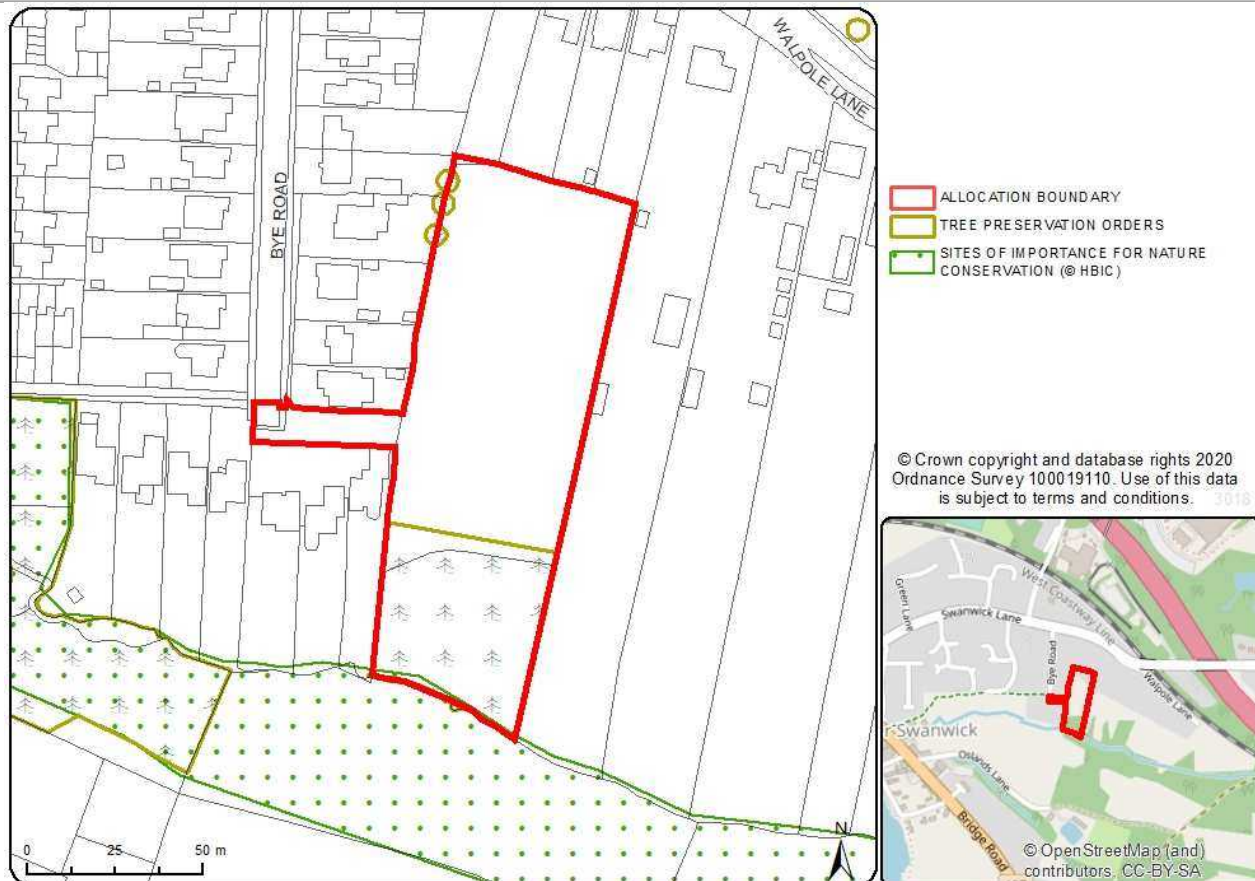 WALPOLE LANE
BYE ROAD
0 25 50 m
N
ALLOCATION BOUNDARY
TREE PRESERVATION ORDERS
SITES OF IMPORTANCE FOR NATURE
CONSERVATION (© HBIC)
© Crown copyright and database rights 2020
Ordnance Survey 100019110. Use of this data
is subject to terms and conditions. 3018
West Coastway Line
Green Lane
Swanwick Lane
Bye Road
Walpole Lane
r Swanwick
Oslands Lane
Bridge Road
© OpenStreetMap (and)
contributors, CC-BY-SA